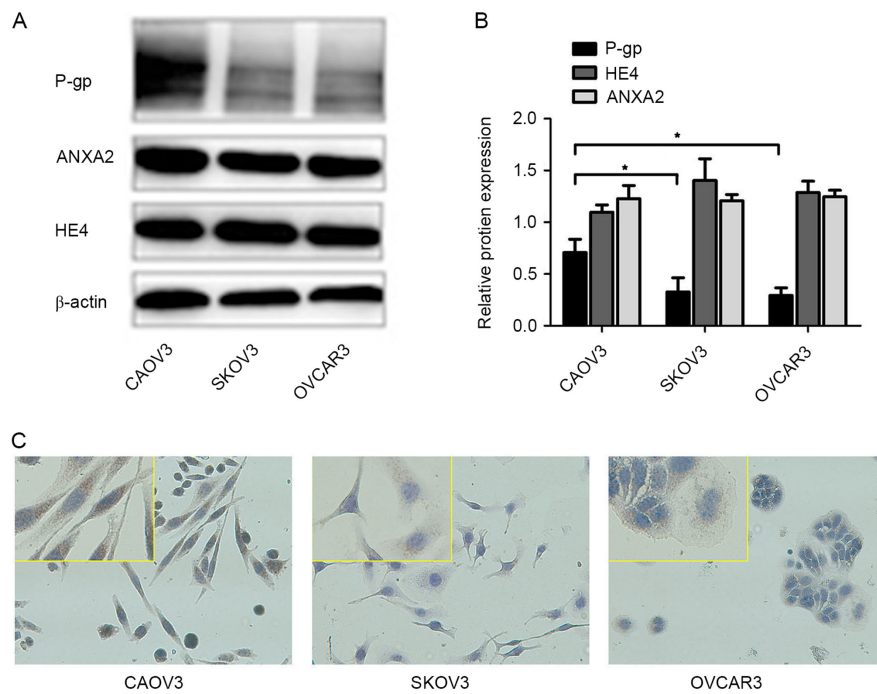 A
P-gp
ANXA2
HE4
β-actin
CAOV3
SKOV3
OVCAR3
B
P-gp
HE4
ANXA2
Relative protien expression
2.0
1.5
1.0
0.5
0.0
*
*
CAOV3
SKOV3
OVCAR3
C
CAOV3
SKOV3
OVCAR3